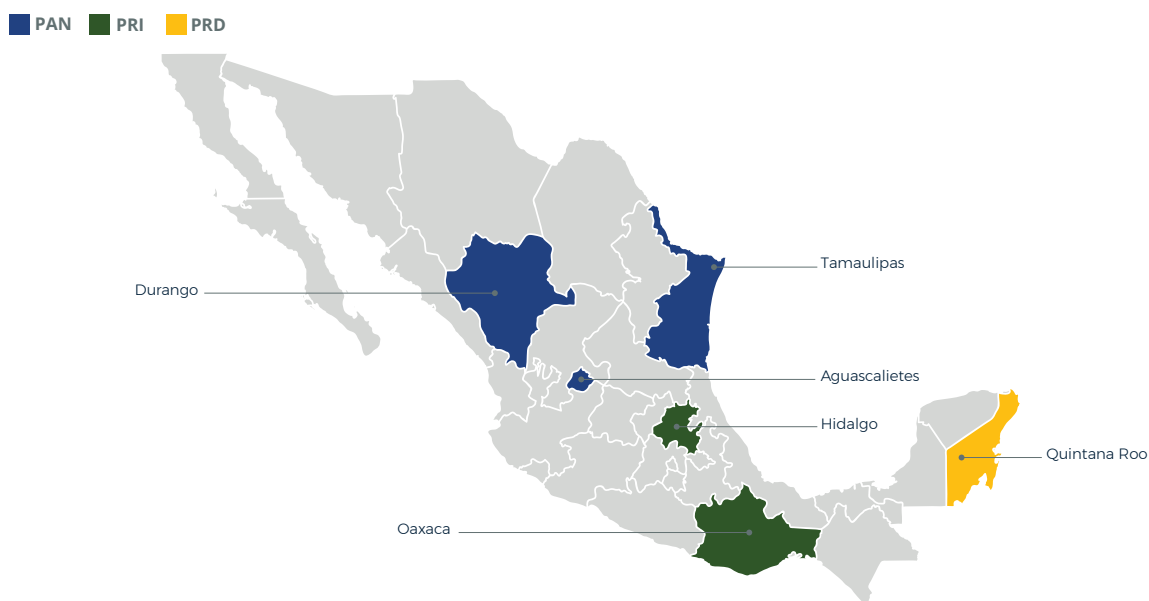 PAN PRI PRD
Tamaulipas
Durango
Aguascalietes
Hidalgo
Quintana Roo
Oaxaca